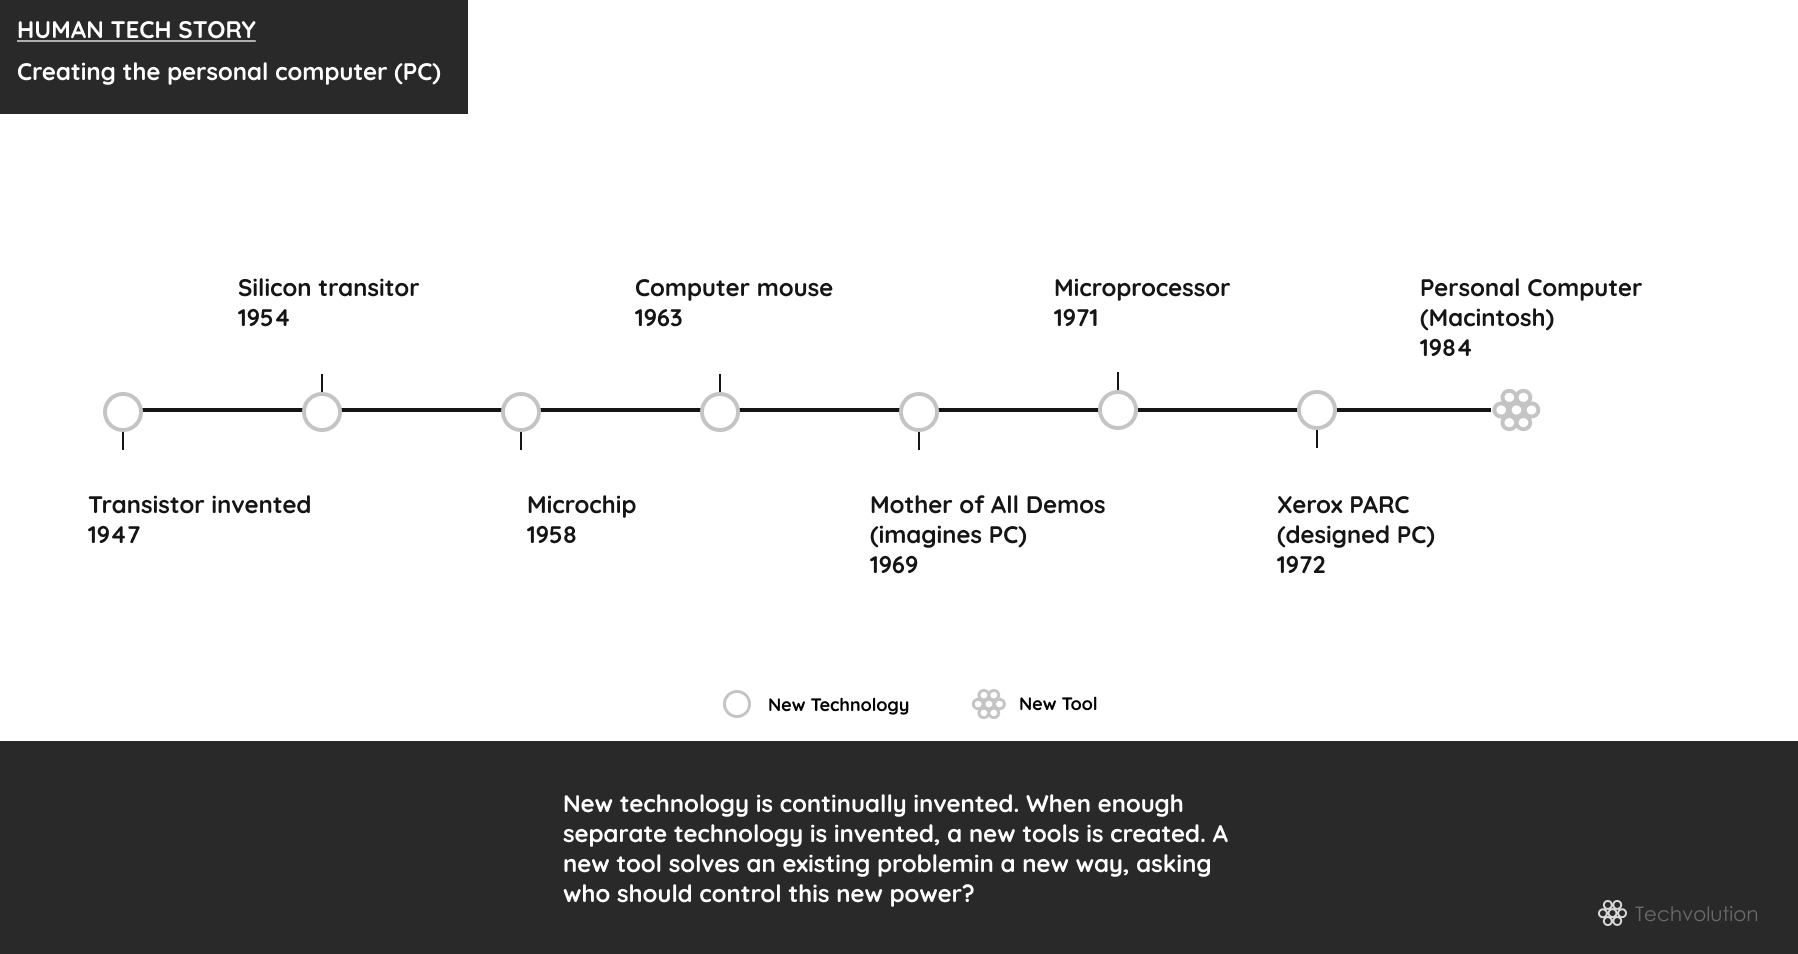 HUMAN TECH STORY
Creating the personal computer (PC)
Silicon transitor
1954
Computer mouse
1963
Microprocessor
1971
Personal Computer
(Macintosh)
1984
Transistor invented
1947
Microchip
1958
Mother of All Demos
(imagines PC)
1969
Xerox PARC
(designed PC)
1972
New Technology
New Tool
New technology is continually invented. When enough
separate technology is invented, a new tools is created. A
new tool solves an existing problemin a new way, asking
who should control this new power?
Techvolution